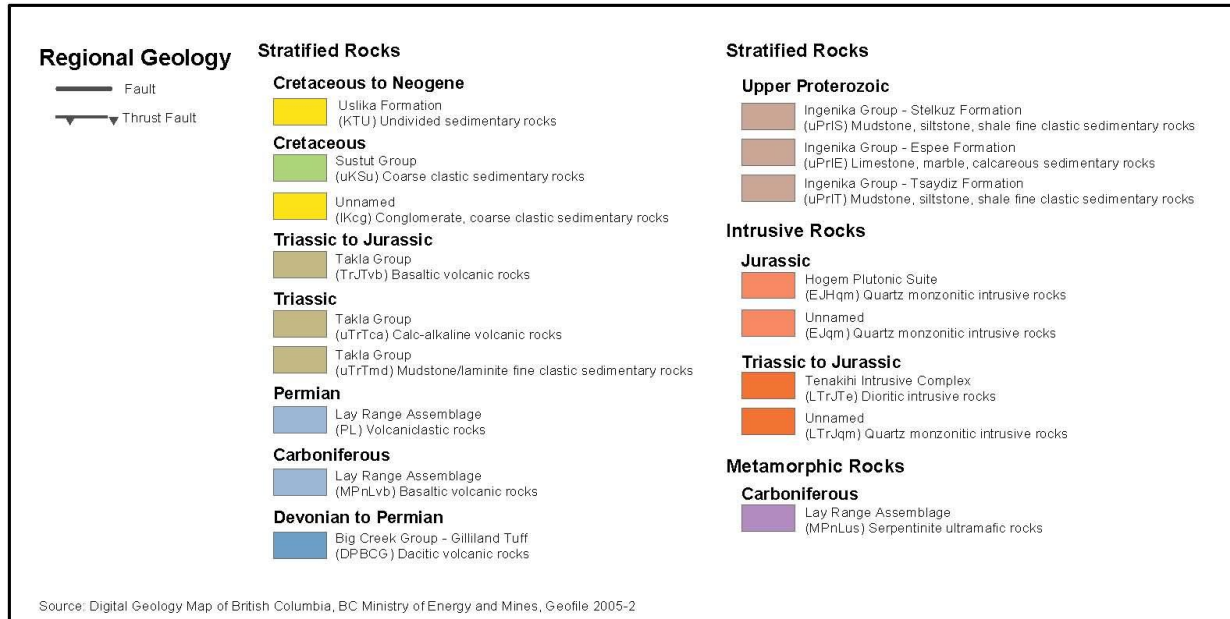 Regional Geology
Fault
Thrust Fault
Stratified Rocks
Cretaceous to Neogene
Uslika Formation
(KTU) Undivided sedimentary rocks
Cretaceous
Sustut Group
(uKSu) Coarse clastic sedimentary rocks
Unnamed
(lKcg) Conglomerate, coarse clastic sedimentary rocks
Triassic to Jurassic
Takla Group
(TrJTvb) Basaltic volcanic rocks
Triassic
Takla Group
(uTrTca) Calc-alkaline volcanic rocks
Takla Group
(uTrTmd) Mudstone/laminite fine clastic sedimentary rocks
Permian
Lay Range Assemblage
(PL) Volcaniclastic rocks
Carboniferous
Lay Range Assemblage
(MPnLvb) Basaltic volcanic rocks
Devonian to Permian
Big Creek Group - Gilliland Tuff
(DPBCG) Dacitic volcanic rocks
Stratified Rocks
Upper Proterozoic
Ingenika Group - Stelkuz Formation
(uPrIS) Mudstone, siltstone, shale fine clastic sedimentary rocks
Ingenika Group - Espee Formation
(uPrIE) Limestone, marble, calcareous sedimentary rocks
Ingenika Group - Tsaydiz Formation
(uPrIT) Mudstone, siltstone, shale fine clastic sedimentary rocks
Intrusive Rocks
Jurassic
Hogem Plutonic Suite
(EJHqm) Quartz monzonitic intrusive rocks
Unnamed
(EJqm) Quartz monzonitic intrusive rocks
Triassic to Jurassic
Tenakihi Intrusive Complex
(LTrJTe) Dioritic intrusive rocks
Unnamed
(LTrJqm) Quartz monzonitic intrusive rocks
Metamorphic Rocks
Carboniferous
Lay Range Assemblage
(MPnLus) Serpentinite ultramafic rocks
Source: Digital Geology Map of British Columbia, BC Ministry of Energy and Mines, Geofile 2005-2